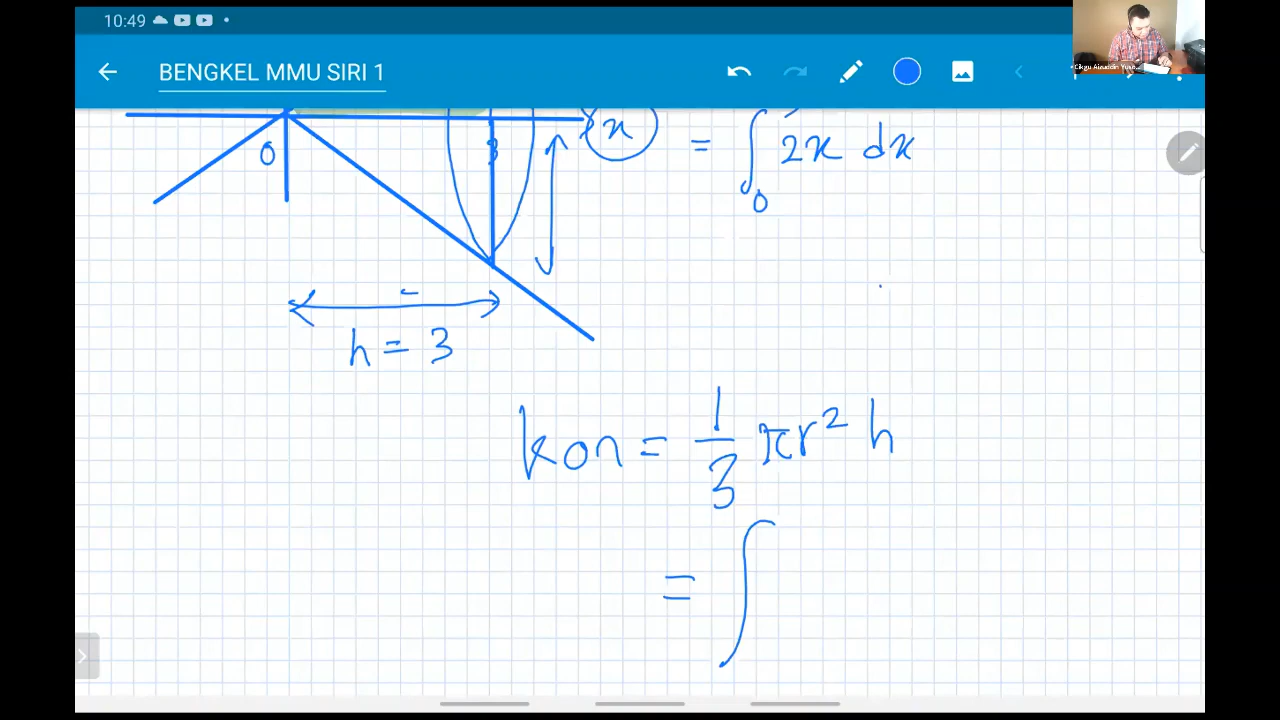 10:49
BENGKEL MMU SIRI 1
0 3 (x) = ∫₀ 2x dx
h = 3
kon = 1/3 πr² h
= ∫